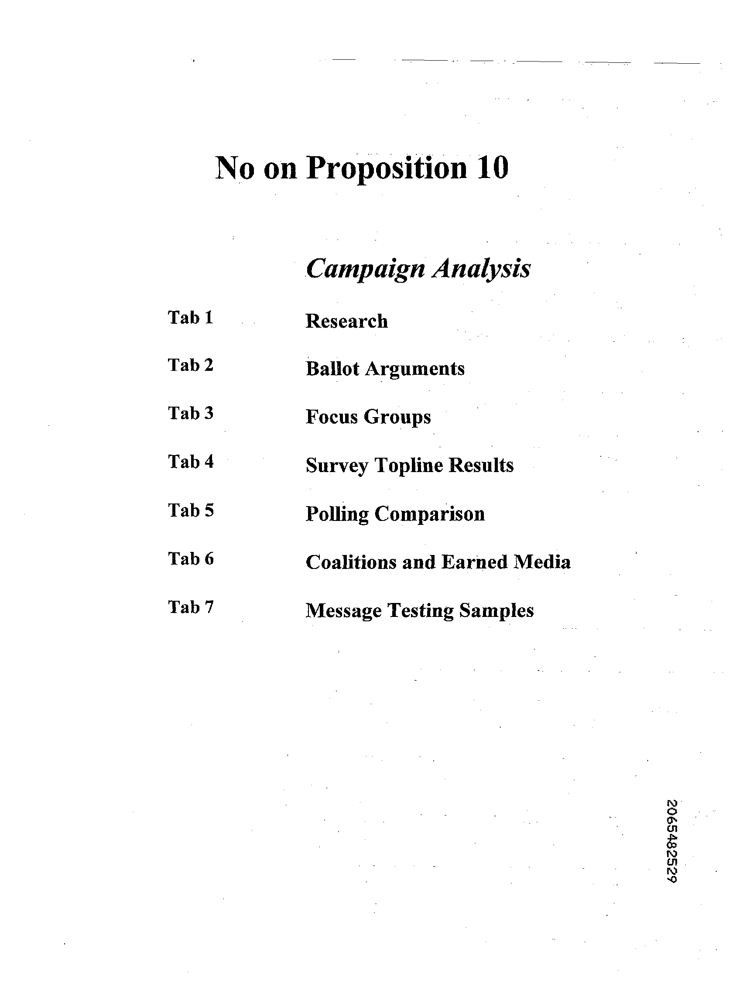 No on Proposition 10
Campaign Analysis
Tab 1 Research
Tab 2 Ballot Arguments
Tab 3 Focus Groups
Tab 4 Survey Topline Results
Tab 5 Polling Comparison
Tab 6 Coalitions and Earned Media
Tab 7 Message Testing Samples
2065482529